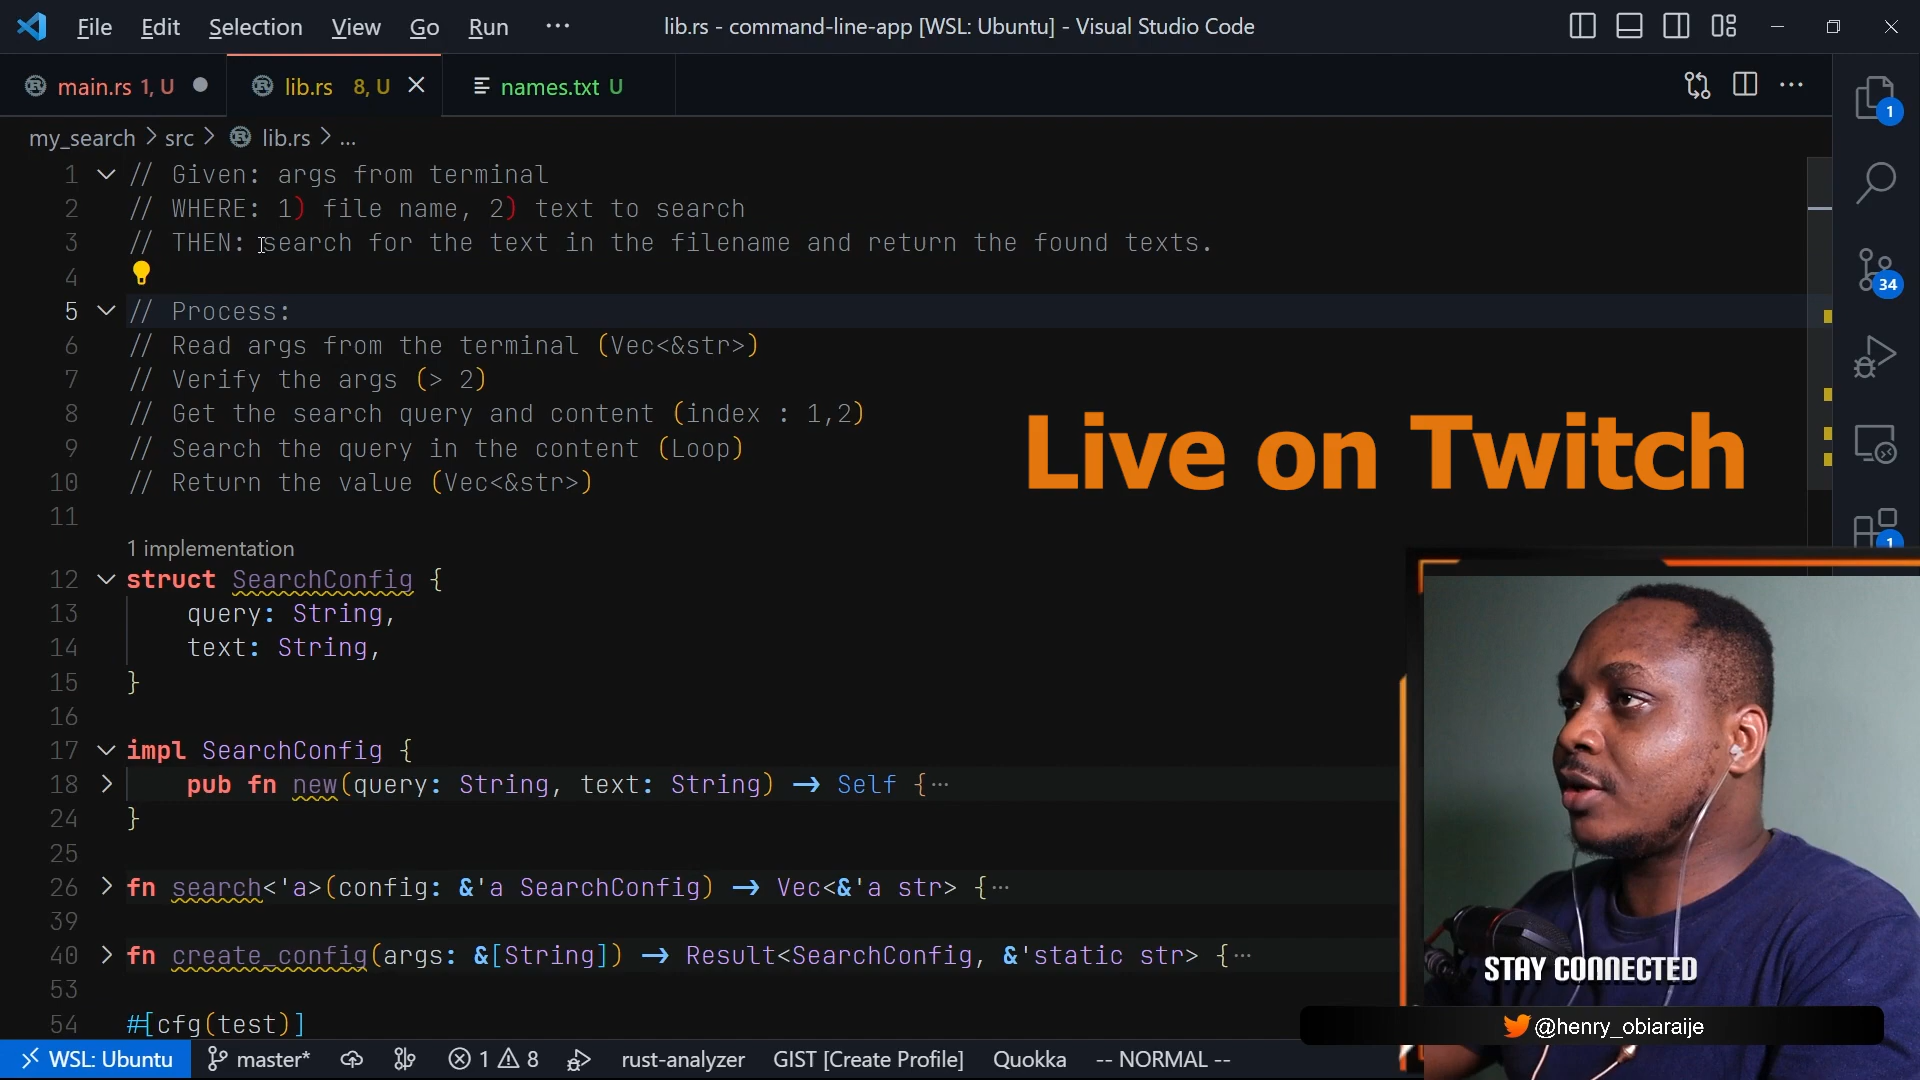 File Edit Selection View Go Run ··· lib.rs - command-line-app [WSL: Ubuntu] - Visual Studio Code
main.rs 1, U lib.rs 8, U names.txt U
my_search > src > lib.rs > ...
1 // Given: args from terminal
2 // WHERE: 1) file name, 2) text to search
3 // THEN: search for the text in the filename and return the found texts.
4
5 // Process:
6 // Read args from the terminal (Vec<&str>)
7 // Verify the args (> 2)
8 // Get the search query and content (index : 1,2)
9 // Search the query in the content (Loop)
10 // Return the value (Vec<&str>)
11
1 implementation
12 struct SearchConfig {
13 query: String,
14 text: String,
15 }
16
17 impl SearchConfig {
18 pub fn new(query: String, text: String) → Self {···
24 }
25
26 fn search<'a>(config: &'a SearchConfig) → Vec<&'a str> {···
39
40 fn create_config(args: &[String]) → Result<SearchConfig, &'static str> {···
53
54 #[cfg(test)]
Live on Twitch
1
34
1
STAY CONNECTED
@henry_obiaraije
WSL: Ubuntu master* 1 8 rust-analyzer GIST [Create Profile] Quokka -- NORMAL --